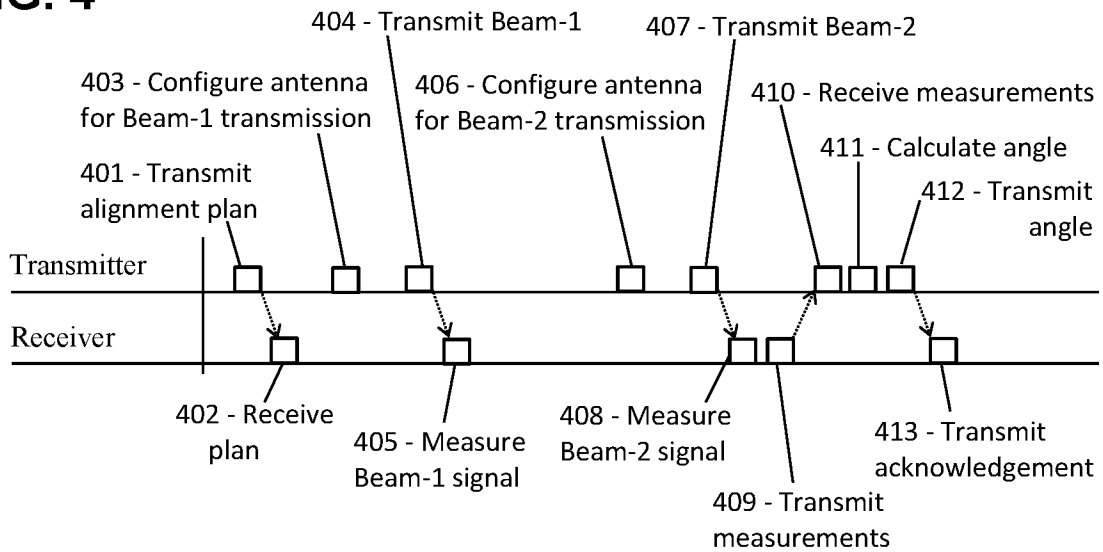 FIG. 4
404 - Transmit Beam-1
407 - Transmit Beam-2
403 - Configure antenna
for Beam-1 transmission
406 - Configure antenna
for Beam-2 transmission
410 - Receive measurements
411 - Calculate angle
401 - Transmit
alignment plan
412 - Transmit
angle
Transmitter
Receiver
402 - Receive
plan
405 - Measure
Beam-1 signal
408 - Measure
Beam-2 signal
413 - Transmit
acknowledgement
409 - Transmit
measurements